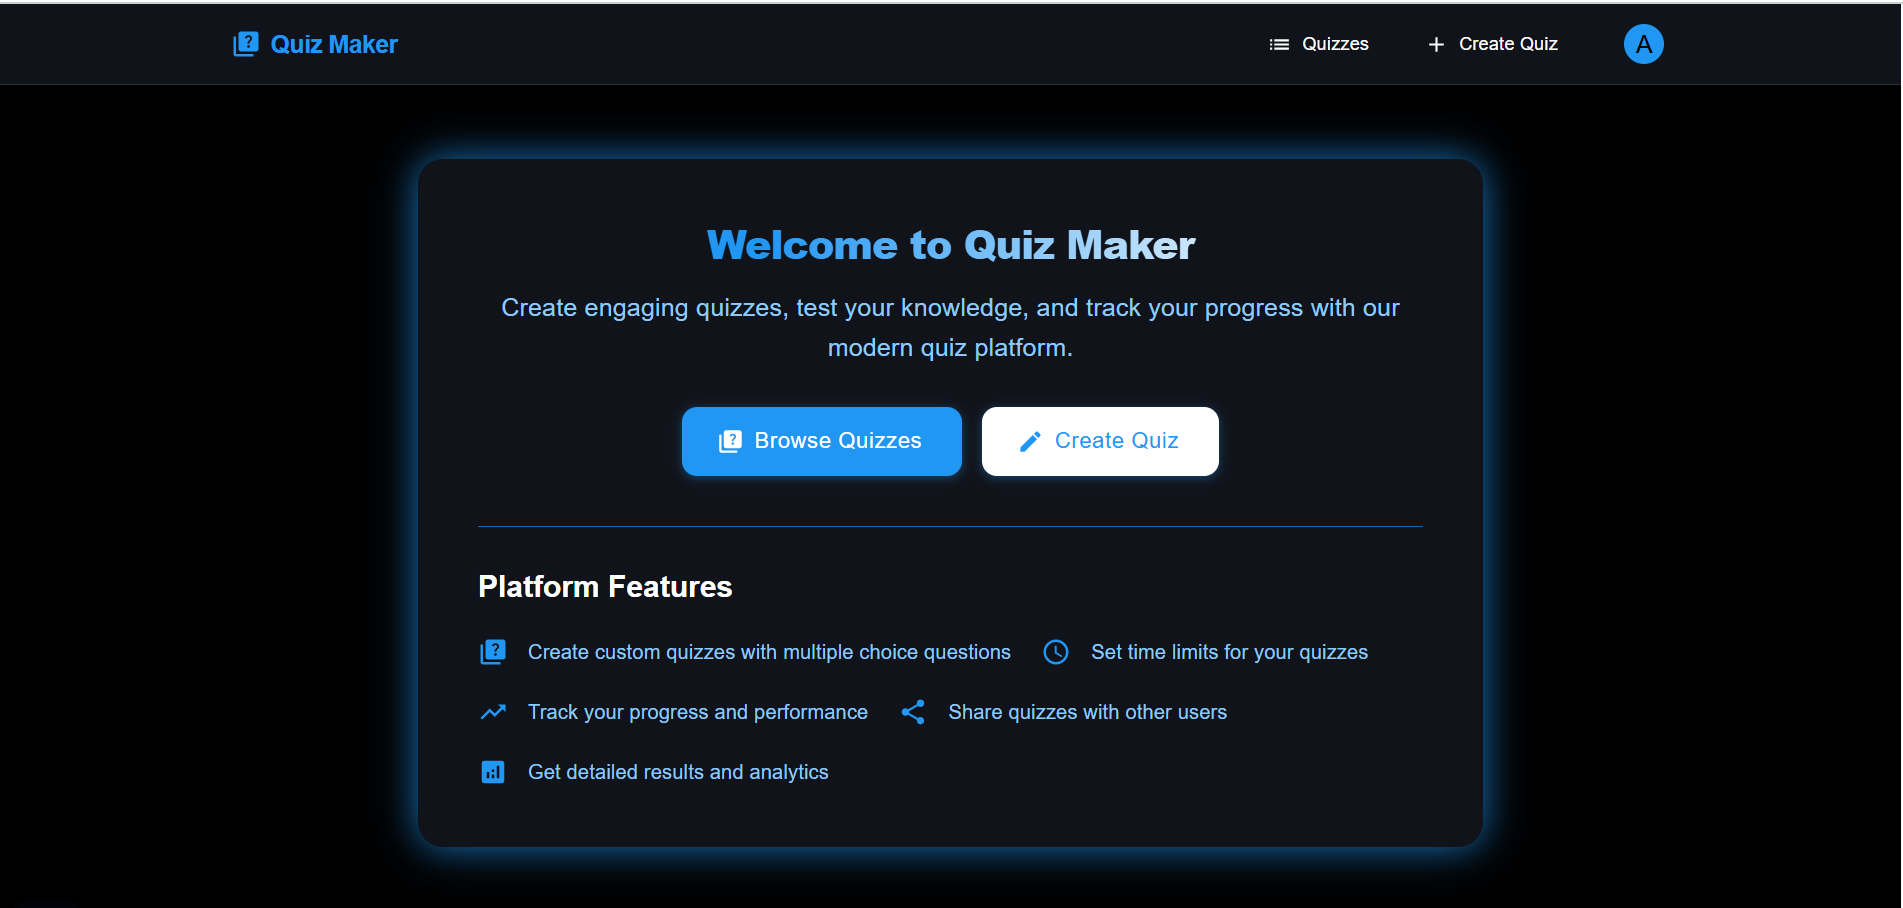 Quiz Maker
Quizzes
Create Quiz
A
Welcome to Quiz Maker
Create engaging quizzes, test your knowledge, and track your progress with our
modern quiz platform.
Browse Quizzes
Create Quiz
Platform Features
Create custom quizzes with multiple choice questions
Set time limits for your quizzes
Track your progress and performance
Share quizzes with other users
Get detailed results and analytics